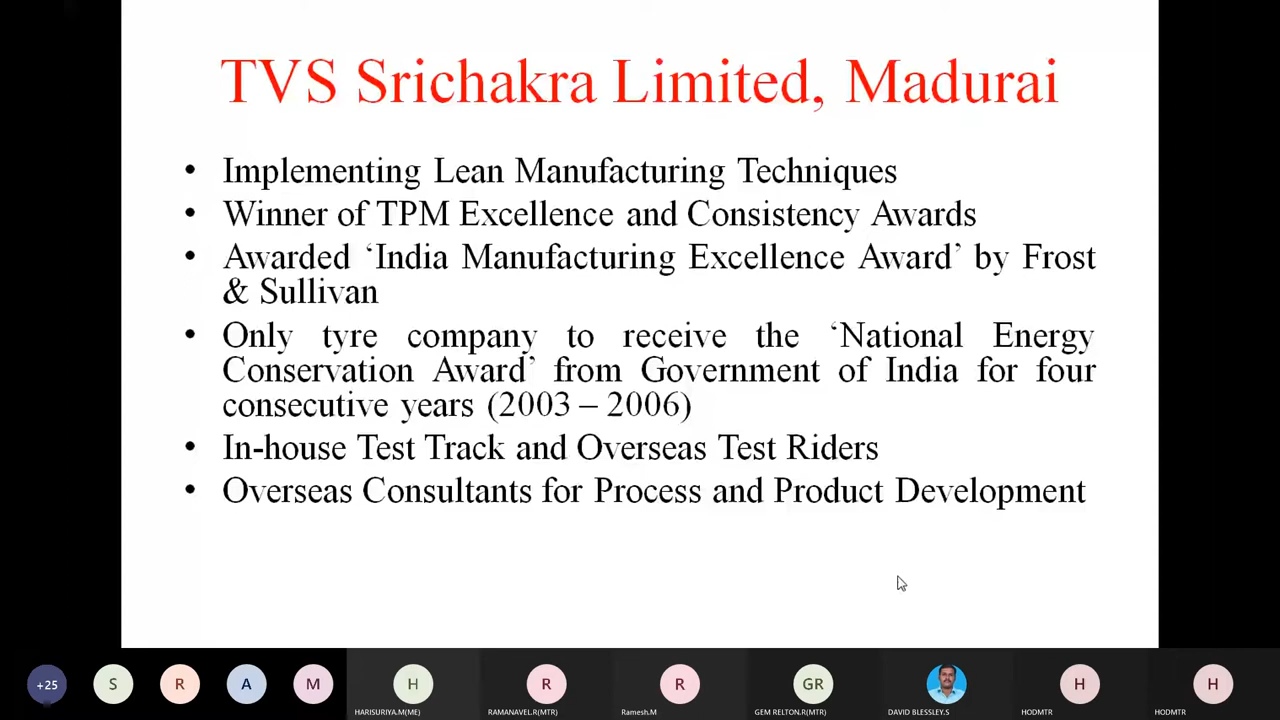 TVS Srichakra Limited, Madurai
• Implementing Lean Manufacturing Techniques
• Winner of TPM Excellence and Consistency Awards
• Awarded ‘India Manufacturing Excellence Award’ by Frost
& Sullivan
• Only tyre company to receive the ‘National Energy
Conservation Award’ from Government of India for four
consecutive years (2003 – 2006)
• In-house Test Track and Overseas Test Riders
• Overseas Consultants for Process and Product Development
+25 S R A M H R R GR H H
HARISURIYA.M(ME) RAMANAVEL.R(MTR) Ramesh.M GEM RELTON.R(MTR) DAVID BLESSLEY.S HODMTR HODMTR